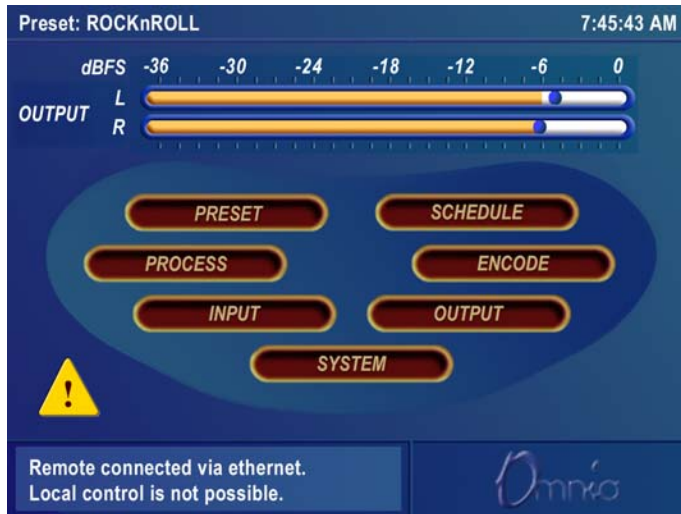 Preset: ROCKnROLL 7:45:43 AM
dBFS -36 -30 -24 -18 -12 -6 0
L
OUTPUT
R
PRESET SCHEDULE
PROCESS ENCODE
INPUT OUTPUT
SYSTEM
!
Remote connected via ethernet.
Local control is not possible.
Omnia